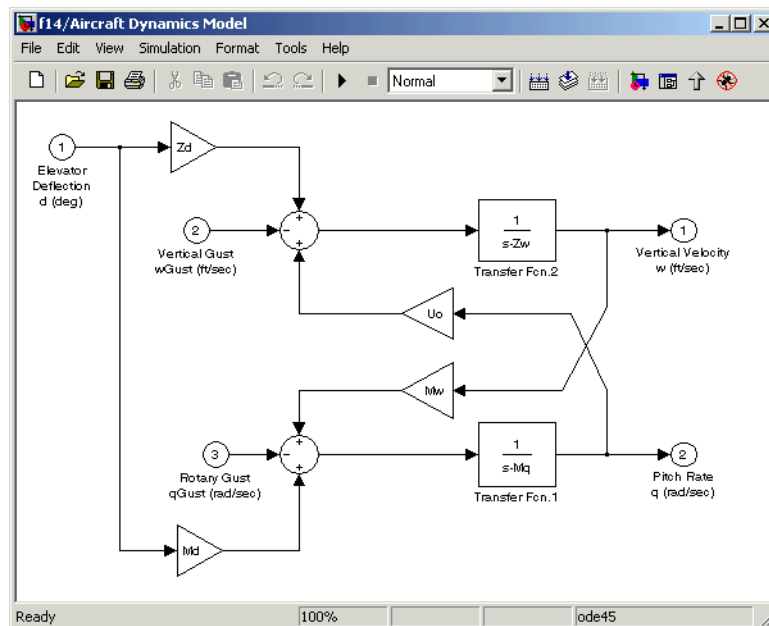 f14/Aircraft Dynamics Model
File Edit View Simulation Format Tools Help
Normal
1
Elevator
Deflection
d (deg)
Zd
2
Vertical Gust
wGust (ft/sec)
-
+
+
1
s-Zw
Transfer Fcn.2
1
Vertical Velocity
w (ft/sec)
Uo
Mw
3
Rotary Gust
qGust (rad/sec)
-
+
+
1
s-Mq
Transfer Fcn.1
2
Pitch Rate
q (rad/sec)
Md
Ready 100% ode45